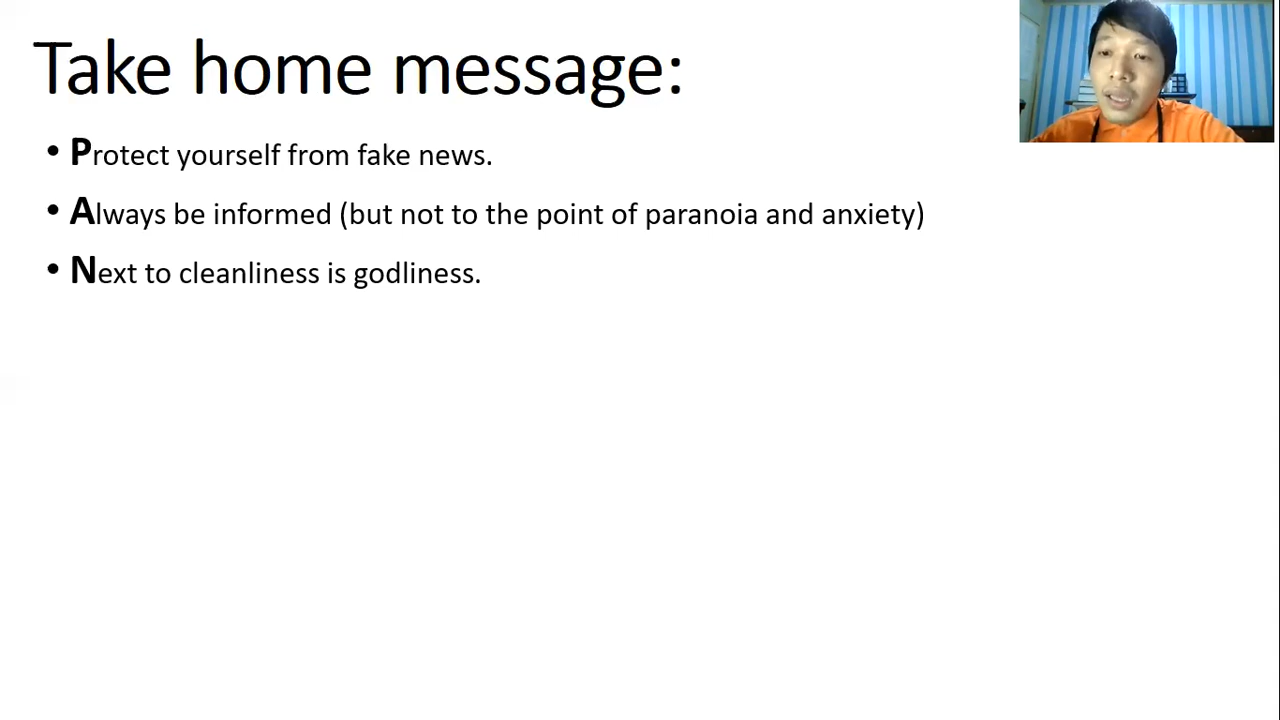 Take home message:
• Protect yourself from fake news.
• Always be informed (but not to the point of paranoia and anxiety)
• Next to cleanliness is godliness.